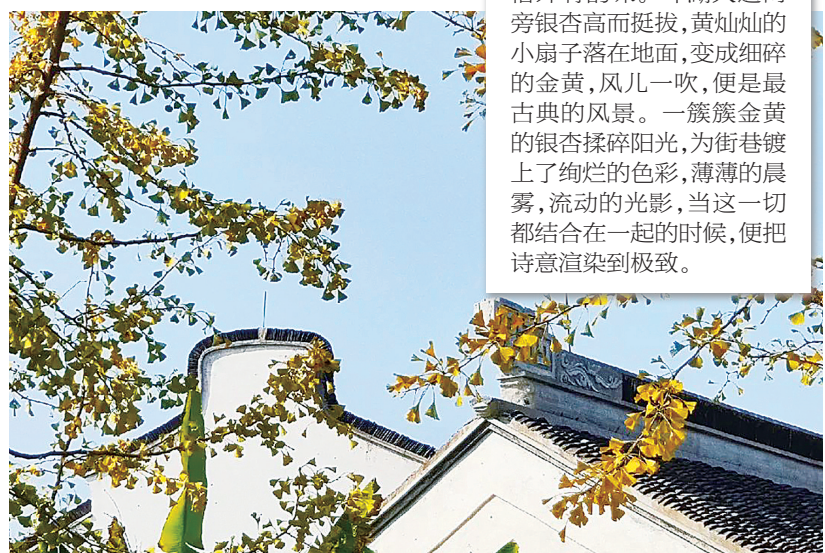 旁银杏高而挺拔,黄灿灿的
小扇子落在地面,变成细碎
的金黄,风儿一吹,便是最
古典的风景。一簇簇金黄
的银杏揉碎阳光,为街巷镀
上了绚烂的色彩,薄薄的晨
雾,流动的光影,当这一切
都结合在一起的时候,便把
诗意渲染到极致。